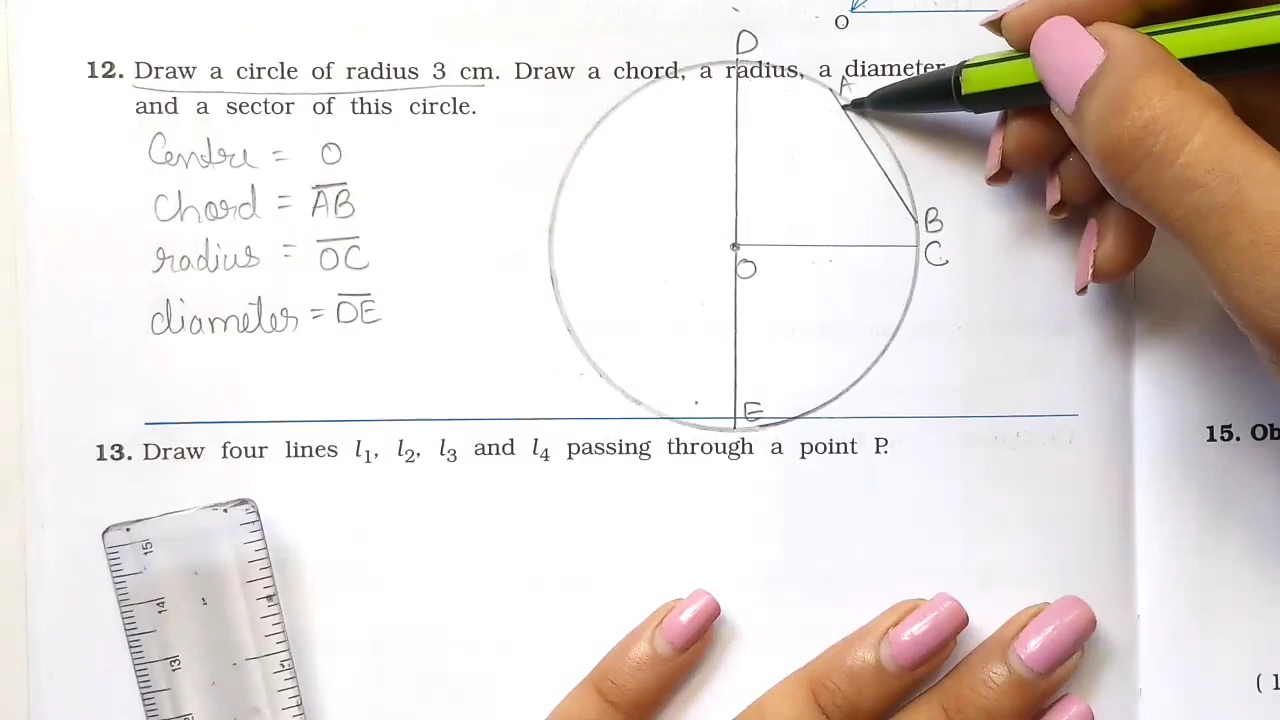 O
12. Draw a circle of radius 3 cm. Draw a chord, a radius, a diameter
and a sector of this circle.
Centre = O
Chord = AB
radius = OC
diameter = DE
D
A
B
C
O
E
13. Draw four lines l₁, l₂, l₃ and l₄ passing through a point P.
15. Ob
15
14
13
( 1